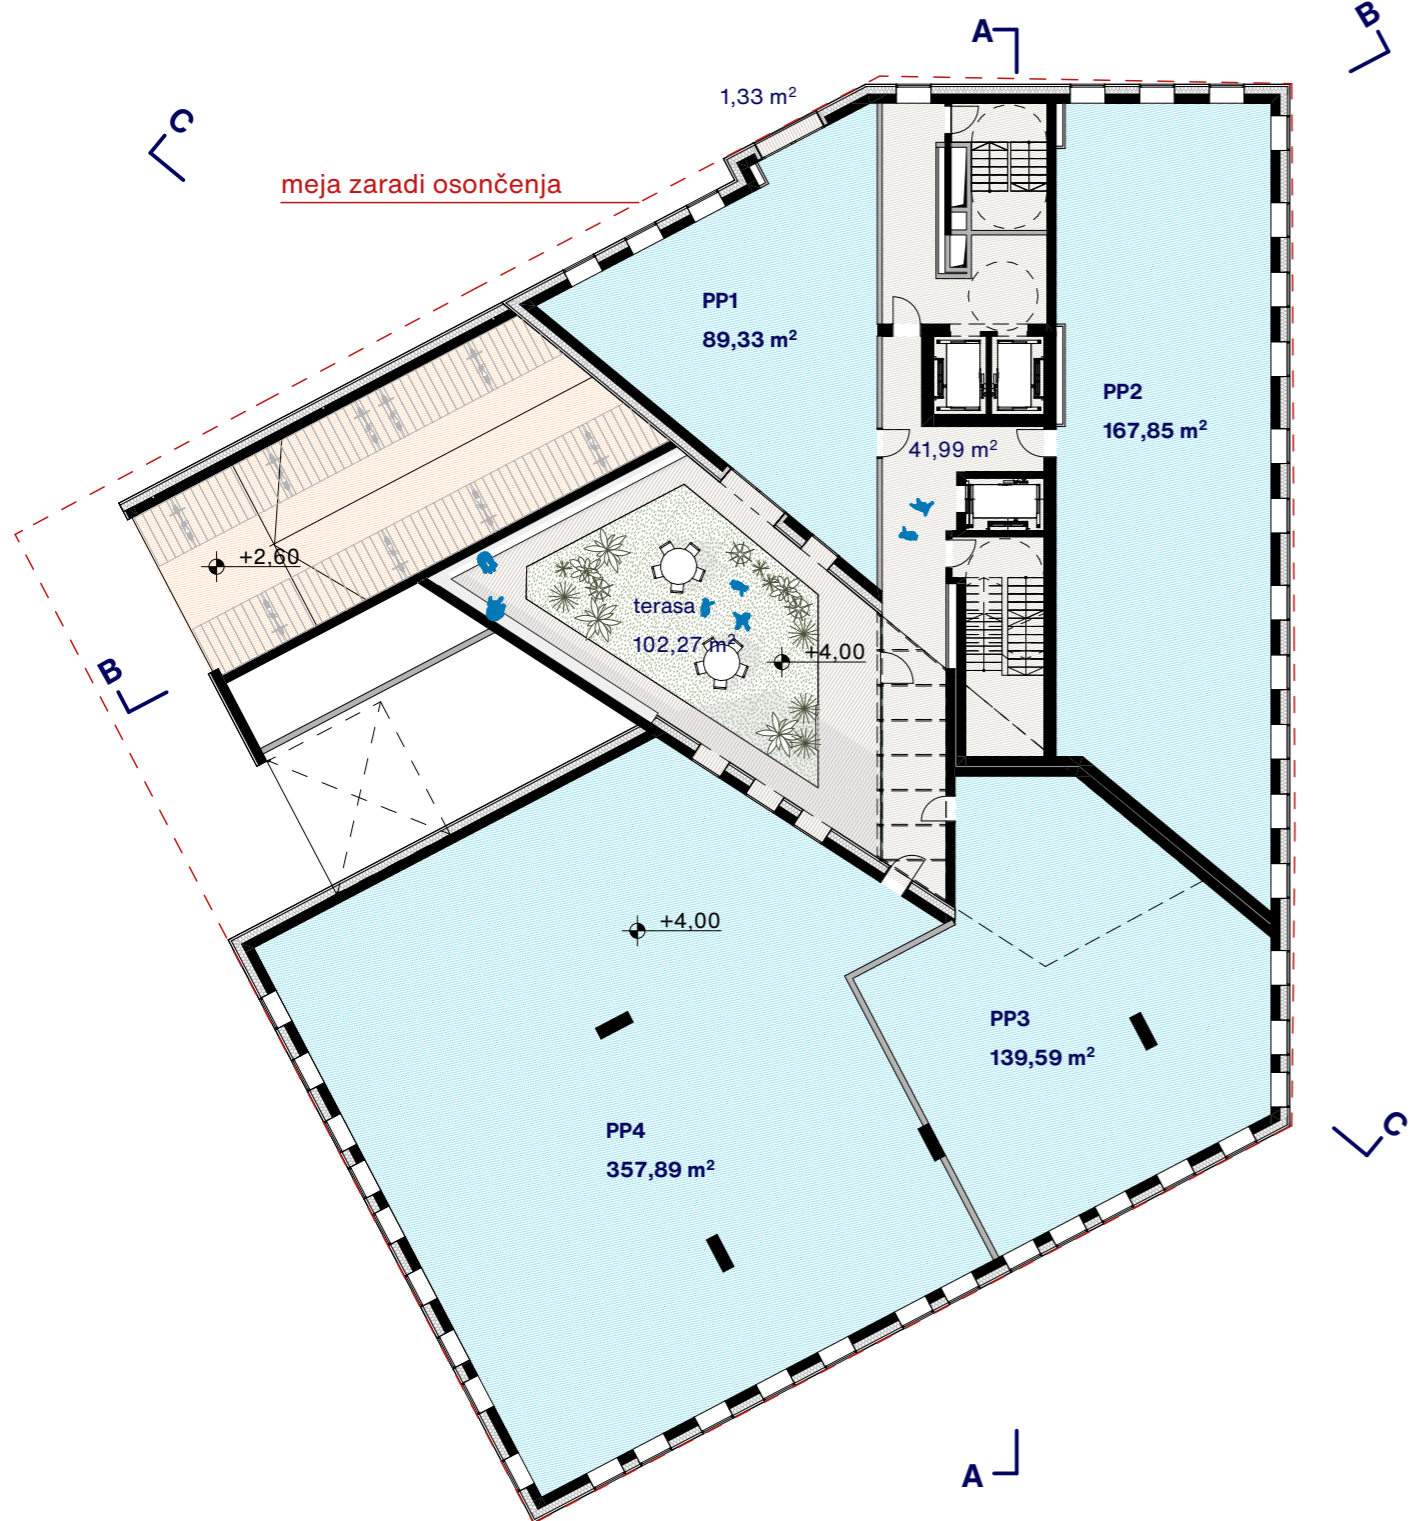 A
B
1,33 m²
C
meja zaradi osončenja
PP1
89,33 m²
PP2
167,85 m²
41,99 m²
+2,60
terasa
102,27 m²
+4,00
B
+4,00
PP3
139,59 m²
C
PP4
357,89 m²
A